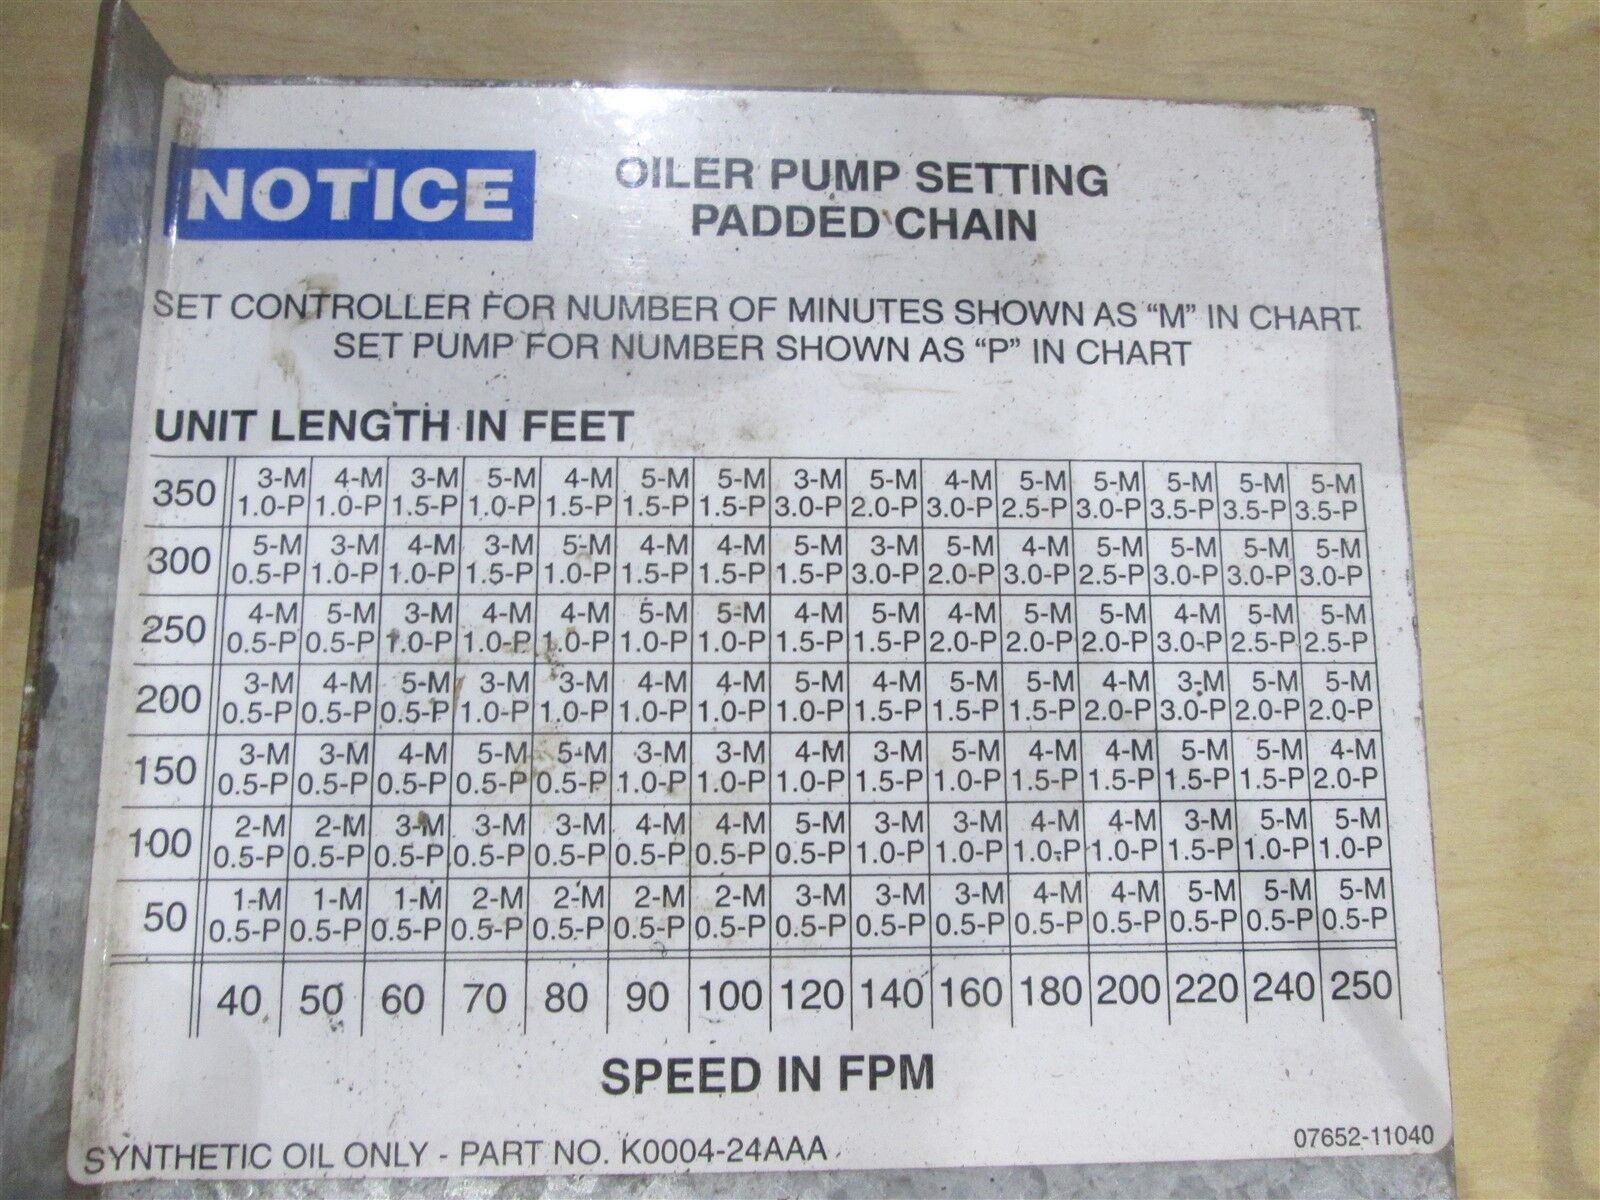 NOTICE
OILER PUMP SETTING
PADDED CHAIN
SET CONTROLLER FOR NUMBER OF MINUTES SHOWN AS “M” IN CHART
SET PUMP FOR NUMBER SHOWN AS “P” IN CHART
UNIT LENGTH IN FEET
350 3-M 4-M 3-M 5-M 4-M 5-M 5-M 3-M 5-M 4-M 5-M 5-M 5-M 5-M 5-M
1.0-P 1.0-P 1.5-P 1.0-P 1.5-P 1.5-P 1.5-P 3.0-P 2.0-P 3.0-P 2.5-P 3.0-P 3.5-P 3.5-P 3.5-P
300 5-M 3-M 4-M 3-M 5-M 4-M 4-M 5-M 3-M 5-M 4-M 5-M 5-M 5-M 5-M
0.5-P 1.0-P 1.0-P 1.5-P 1.0-P 1.5-P 1.5-P 1.5-P 3.0-P 2.0-P 3.0-P 2.5-P 3.0-P 3.0-P 3.0-P
250 4-M 5-M 3-M 4-M 4-M 5-M 5-M 4-M 5-M 4-M 5-M 5-M 4-M 5-M 5-M
0.5-P 0.5-P 1.0-P 1.0-P 1.0-P 1.0-P 1.0-P 1.5-P 1.5-P 2.0-P 2.0-P 2.0-P 3.0-P 2.5-P 2.5-P
200 3-M 4-M 5-M 3-M 3-M 4-M 4-M 5-M 4-M 5-M 5-M 4-M 3-M 5-M 5-M
0.5-P 0.5-P 0.5-P 1.0-P 1.0-P 1.0-P 1.0-P 1.0-P 1.5-P 1.5-P 1.5-P 2.0-P 3.0-P 2.0-P 2.0-P
150 3-M 3-M 4-M 5-M 5-M 3-M 3-M 4-M 3-M 5-M 4-M 4-M 5-M 5-M 4-M
0.5-P 0.5-P 0.5-P 0.5-P 0.5-P 1.0-P 1.0-P 1.0-P 1.5-P 1.0-P 1.5-P 1.5-P 1.5-P 1.5-P 2.0-P
100 2-M 2-M 3-M 3-M 3-M 4-M 4-M 5-M 3-M 3-M 4-M 4-M 3-M 5-M 5-M
0.5-P 0.5-P 0.5-P 0.5-P 0.5-P 0.5-P 0.5-P 0.5-P 1.0-P 1.0-P 1.0-P 1.0-P 1.5-P 1.0-P 1.0-P
50 1-M 1-M 1-M 2-M 2-M 2-M 2-M 3-M 3-M 3-M 4-M 4-M 5-M 5-M 5-M
0.5-P 0.5-P 0.5-P 0.5-P 0.5-P 0.5-P 0.5-P 0.5-P 0.5-P 0.5-P 0.5-P 0.5-P 0.5-P 0.5-P 0.5-P
40 50 60 70 80 90 100 120 140 160 180 200 220 240 250
SPEED IN FPM
SYNTHETIC OIL ONLY - PART NO. K0004-24AAA
07652-11040